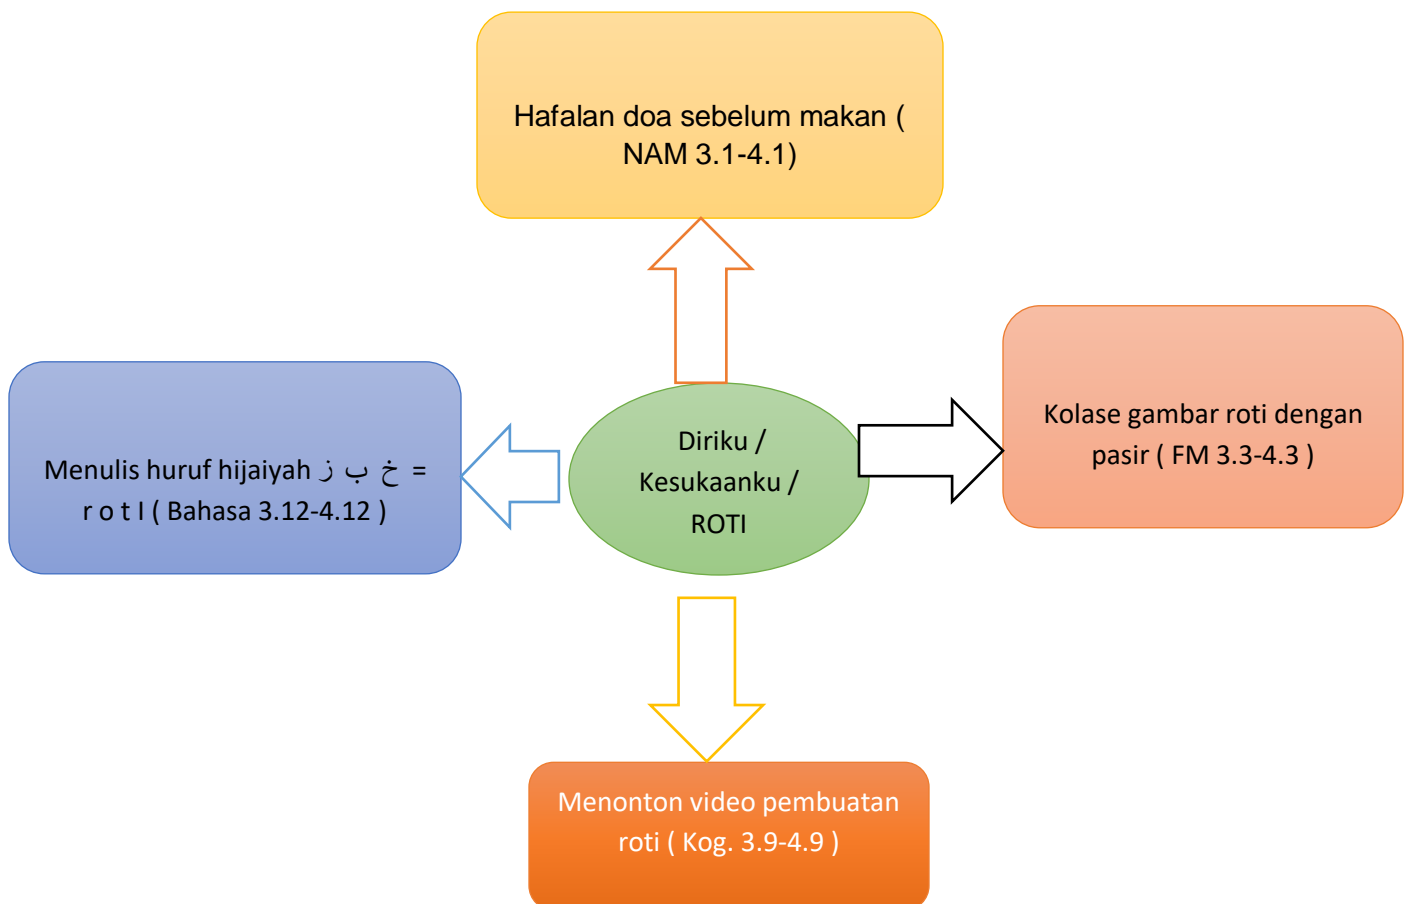 Hafalan doa sebelum makan (
NAM 3.1-4.1)
Kolase gambar roti dengan
pasir ( FM 3.3-4.3 )
Diriku /
Kesukaanku /
ROTI
Menulis huruf hijaiyah خ ب ز =
r o t I ( Bahasa 3.12-4.12 )
Menonton video pembuatan
roti ( Kog. 3.9-4.9 )